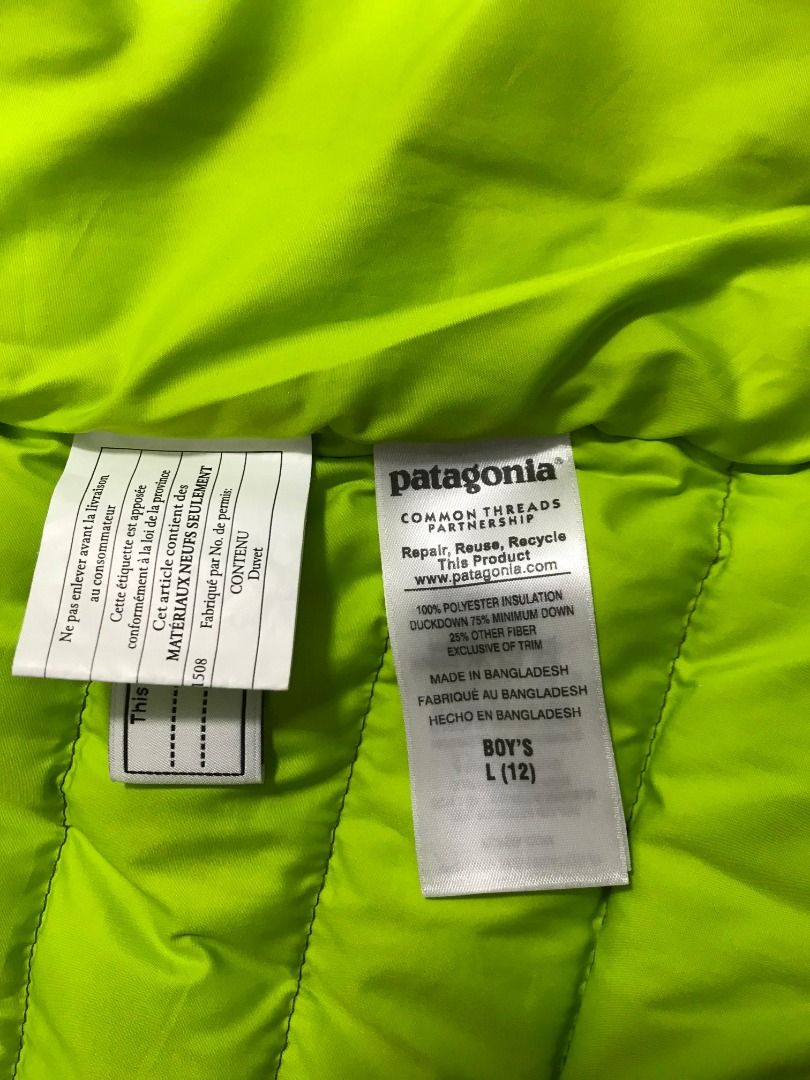 Ne pas enlever avant la livraison
au consommateur
Cette étiquette est apposée
conformément à la loi de la province
Cet article contient des
MATÉRIAUX NEUFS SEULEMENT
Fabriqué par No. de permis:
1508
CONTENU
Duvet
This
patagonia®
COMMON THREADS
PARTNERSHIP
Repair, Reuse, Recycle
This Product
www.patagonia.com
100% POLYESTER INSULATION
DUCKDOWN 75% MINIMUM DOWN
25% OTHER FIBER
EXCLUSIVE OF TRIM
MADE IN BANGLADESH
FABRIQUÉ AU BANGLADESH
HECHO EN BANGLADESH
BOY'S
L (12)